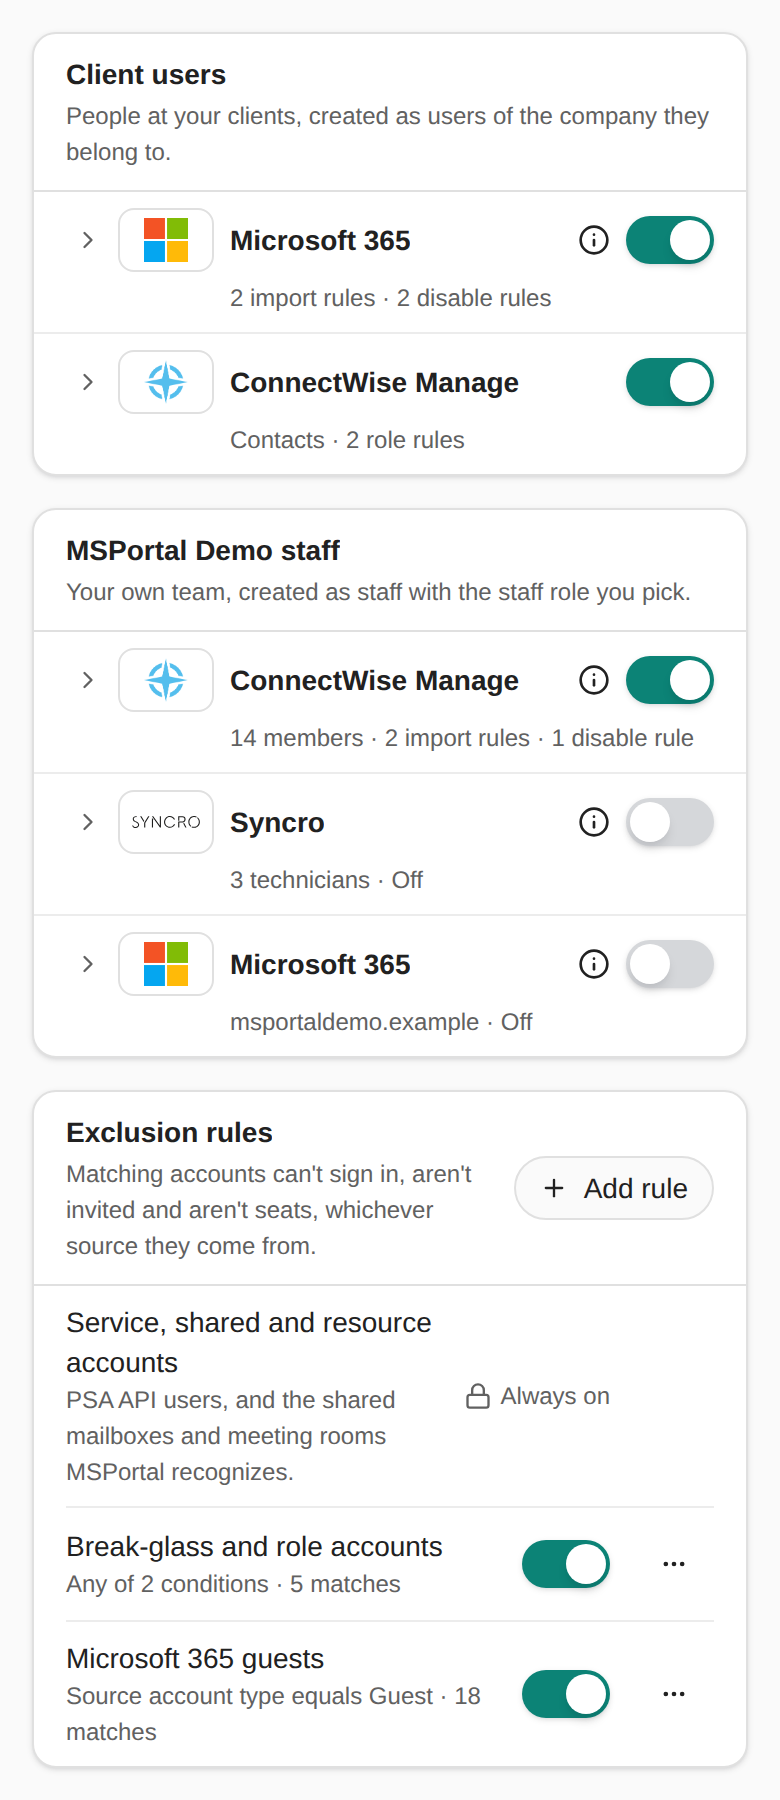 Client users
People at your clients, created as users of the company they
belong to.
Microsoft 365
2 import rules · 2 disable rules
ConnectWise Manage
Contacts · 2 role rules
MSPortal Demo staff
Your own team, created as staff with the staff role you pick.
ConnectWise Manage
14 members · 2 import rules · 1 disable rule
SYNCRO
Syncro
3 technicians · Off
Microsoft 365
msportaldemo.example · Off
Exclusion rules
Matching accounts can't sign in, aren't
invited and aren't seats, whichever
source they come from.
Add rule
Service, shared and resource
accounts
PSA API users, and the shared
mailboxes and meeting rooms
MSPortal recognizes.
Always on
Break-glass and role accounts
Any of 2 conditions · 5 matches
Microsoft 365 guests
Source account type equals Guest · 18
matches